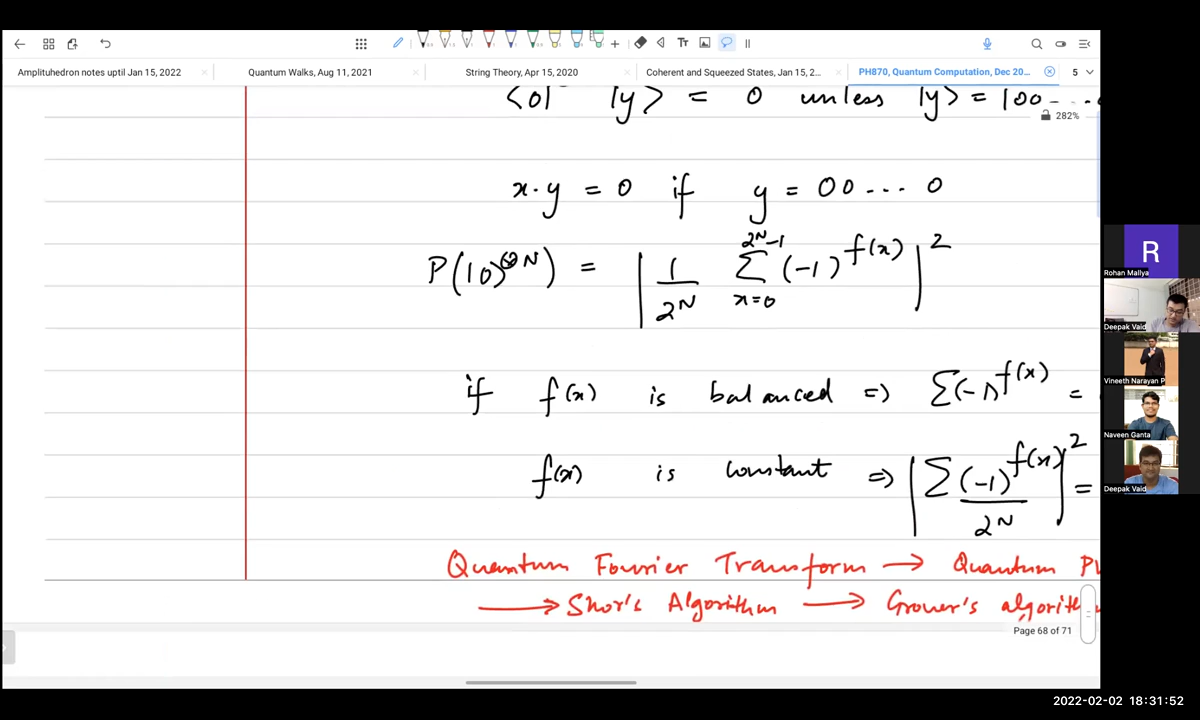 Amplituhedron notes uptil Jan 15, 2022
Quantum Walks, Aug 11, 2021
String Theory, Apr 15, 2020
Coherent and Squeezed States, Jan 15, 2...
PH870, Quantum Computation, Dec 20...
5
⟨0|⊗ |y⟩ = 0 unless |y⟩ = |00 - ...
282%
x·y = 0 if y = 00 ... 0
P(|0⟩^⊗N) = | 1/2^N Σ_{x=0}^{2^N-1} (-1)^f(x) |^2
if f(x) is balanced => Σ(-1)^f(x) =
f(x) is constant => | Σ (-1)^f(x) / 2^N |^2 =
Quantum Fourier Transform → Quantum
→ Shor's Algorithm → Grover's algorith
Page 68 of 71
R
Rohan Mallya
Deepak Vaid
Vineeth Narayan P
Naveen Ganta
Deepak Vaid
2022-02-02 18:31:52